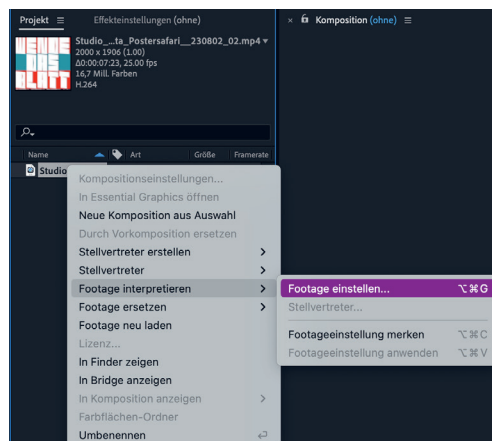 Projekt ☰ Effekteinstellungen (ohne) × Komposition (ohne) ☰
Studio_...ta_Postersafari__230802_02.mp4 ▾
2000 x 1906 (1.00)
Δ0:00:07:23, 25.00 fps
16,7 Mill. Farben
H.264
WENDE
DAS
BLATT
Name Art Größe Framerate
Studio
Kompositionseinstellungen...
In Essential Graphics öffnen
Neue Komposition aus Auswahl
Durch Vorkomposition ersetzen
Stellvertreter erstellen >
Stellvertreter >
Footage interpretieren >
Footage einstellen... ⌥⌘G
Footage ersetzen >
Stellvertreter...
Footage neu laden
Lizenz...
Footageeinstellung merken ⌥⌘C
In Finder zeigen
Footageeinstellung anwenden ⌥⌘V
In Bridge anzeigen
In Komposition anzeigen >
Farbflächen-Ordner
Umbenennen ↩